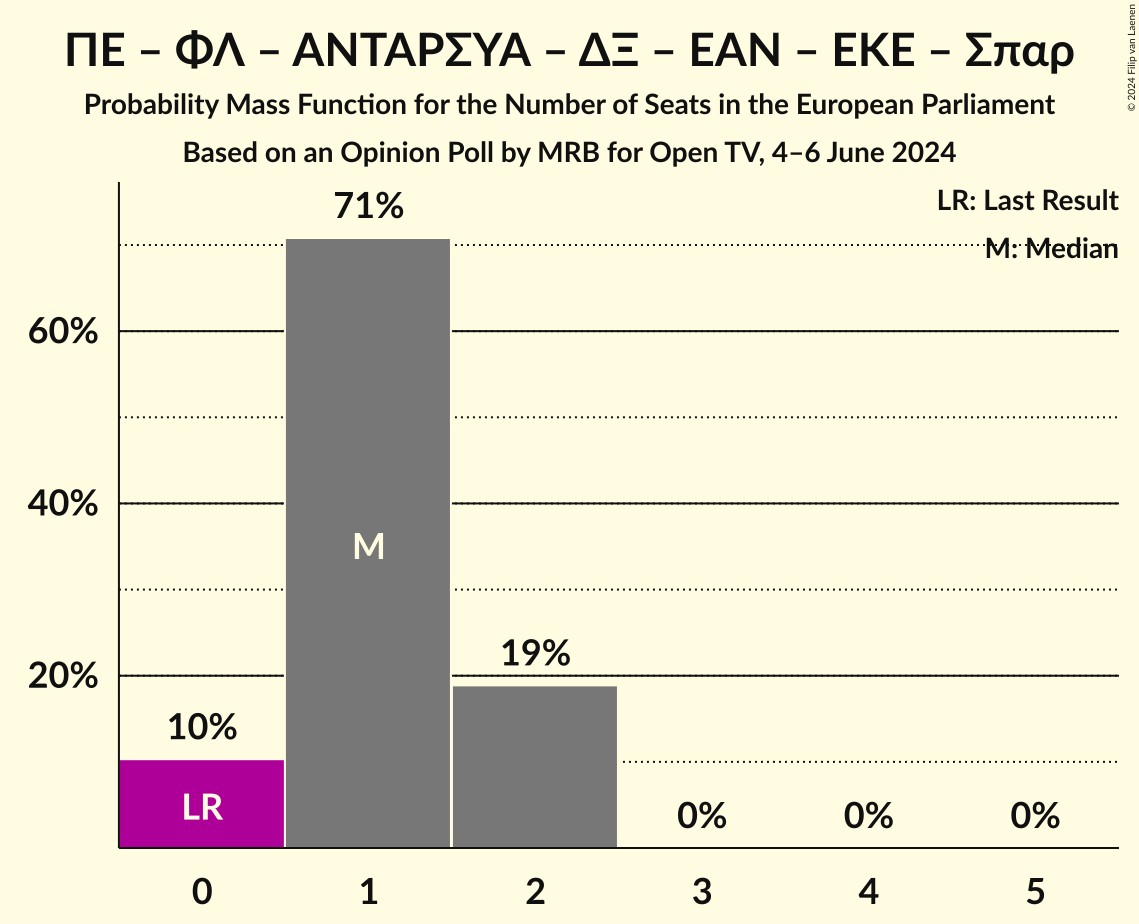 ΠΕ – ΦΛ – ΑΝΤΑΡΣΥΑ – ΔΞ – ΕΑΝ – ΕΚΕ – Σπαρ
Probability Mass Function for the Number of Seats in the European Parliament
Based on an Opinion Poll by MRB for Open TV, 4–6 June 2024
© 2024 Filip van Laenen
LR: Last Result
M: Median
71%
60%
40%
M
19%
20%
10%
LR
0% 0% 0%
0 1 2 3 4 5